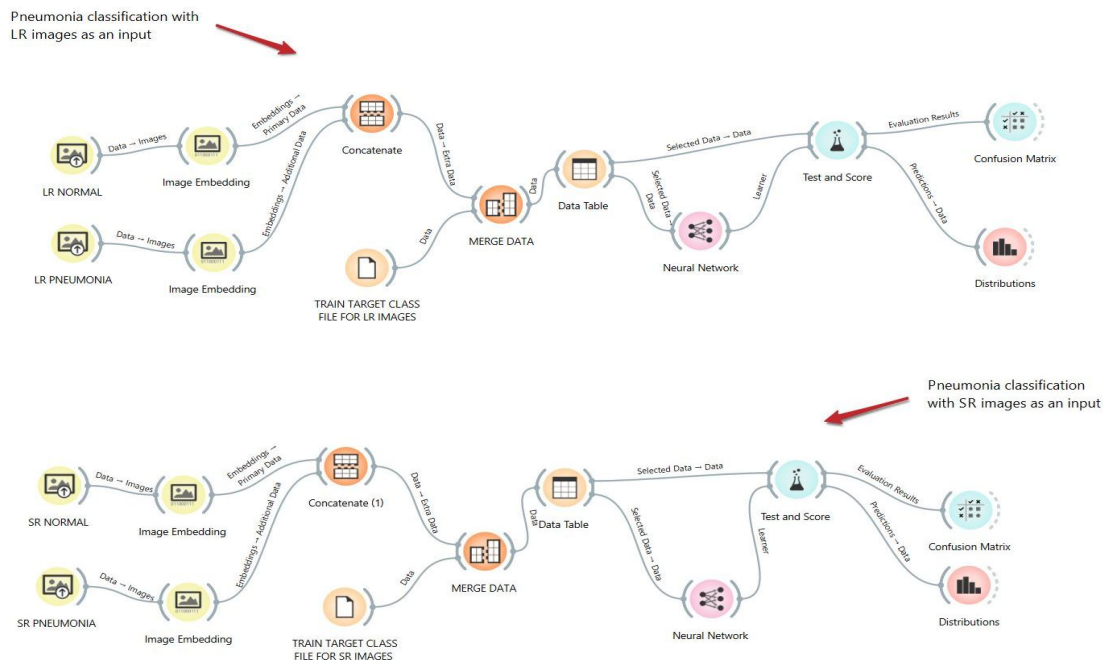 Pneumonia classification with
LR images as an input
LR NORMAL
Data → Images
Image Embedding
Embeddings →
Primary Data
Concatenate
LR PNEUMONIA
Data → Images
Image Embedding
Embeddings → Additional Data
Data → Extra Data
TRAIN TARGET CLASS
FILE FOR LR IMAGES
Data
MERGE DATA
Data
Data Table
Selected Data → Data
Selected Data →
Data
Neural Network
Learner
Test and Score
Evaluation Results
Confusion Matrix
Predictions → Data
Distributions
Pneumonia classification
with SR images as an input
SR NORMAL
Data → Images
Image Embedding
Embeddings →
Primary Data
Concatenate (1)
SR PNEUMONIA
Data → Images
Image Embedding
Embeddings → Additional Data
Data → Extra Data
TRAIN TARGET CLASS
FILE FOR SR IMAGES
Data
MERGE DATA
Data
Data Table
Selected Data → Data
Selected Data → Data
Neural Network
Learner
Test and Score
Evaluation Results
Confusion Matrix
Predictions → Data
Distributions